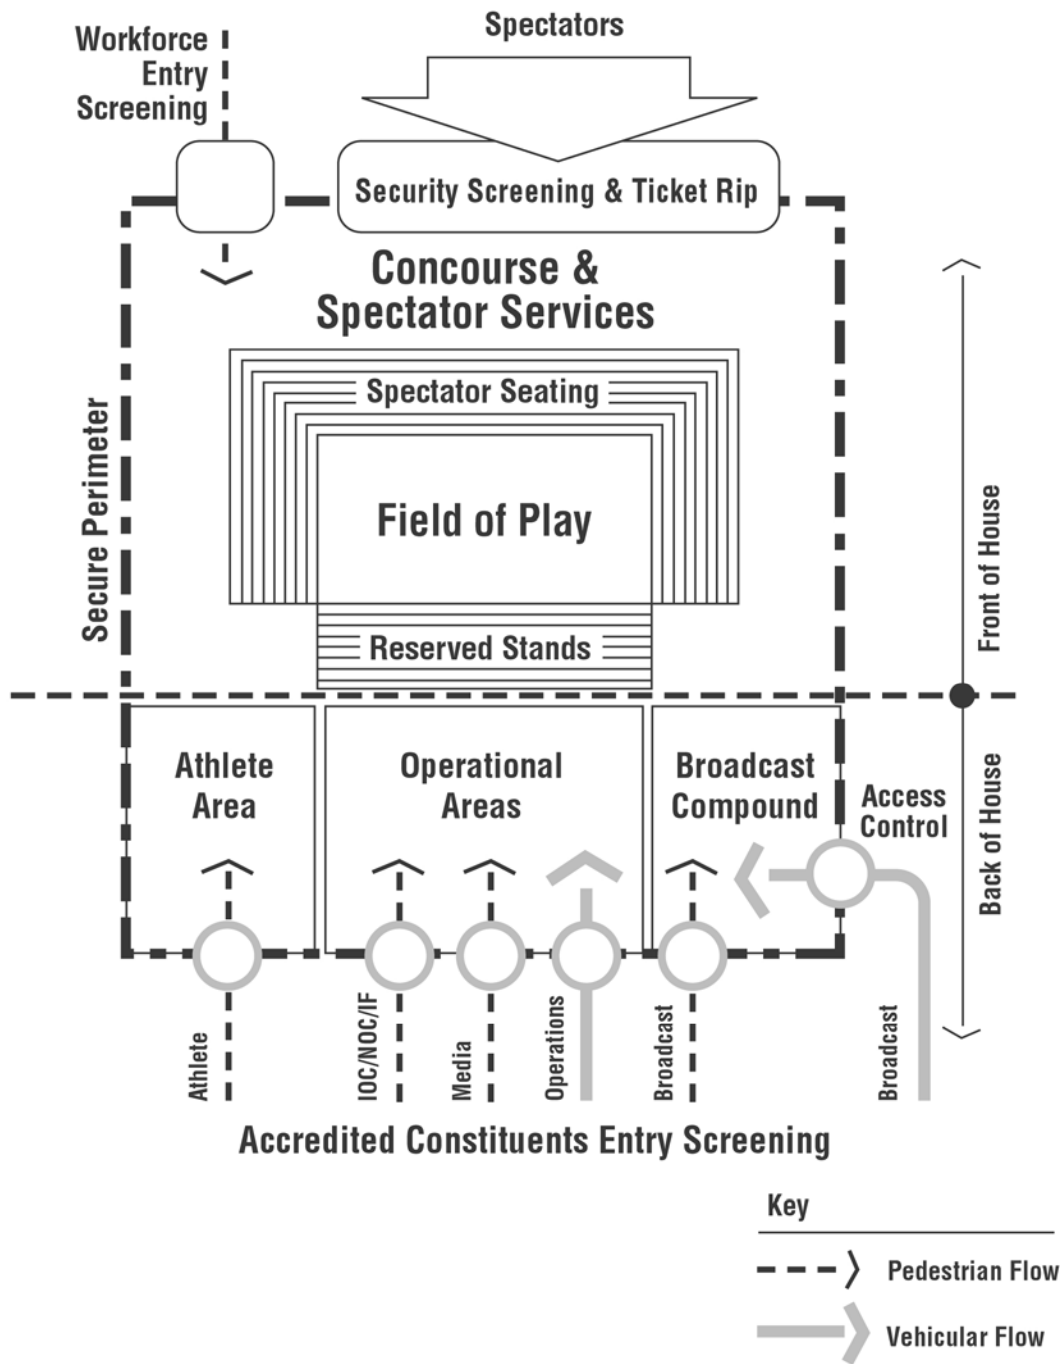 Workforce
Entry
Screening
Spectators
Security Screening & Ticket Rip
Concourse &
Spectator Services
Spectator Seating
Field of Play
Reserved Stands
Secure Perimeter
Front of House
Back of House
Athlete
Area
Operational
Areas
Broadcast
Compound
Access
Control
Athlete
IOC/NOC/IF
Media
Operations
Broadcast
Broadcast
Accredited Constituents Entry Screening
Key
Pedestrian Flow
Vehicular Flow